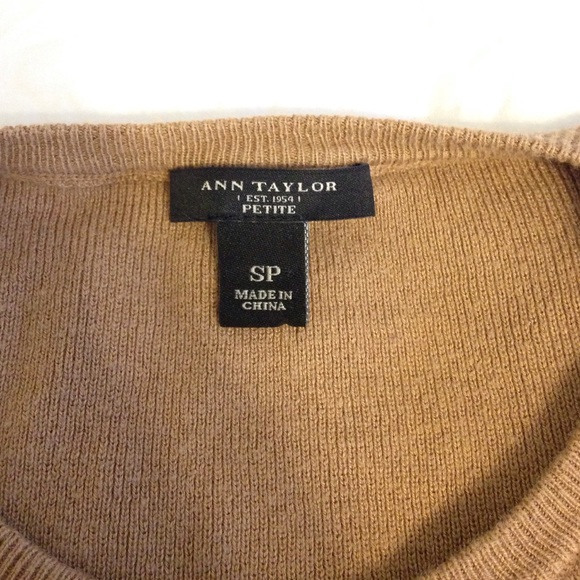 ANN TAYLOR
EST. 1954
PETITE
SP
MADE IN
CHINA